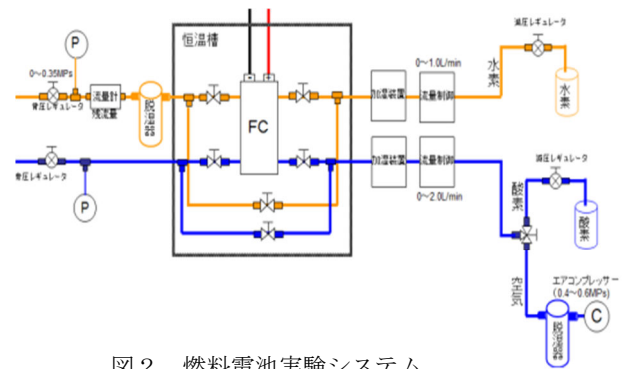 減圧レギュレータ
恒温槽
P
0～0.35MPs
0～1.0L/min
水素
水素
流量計
脱湿器
加湿装置
流量制御
背圧レギュレータ
残流量
FC
減圧レギュレータ
加湿装置
流量制御
背圧レギュレータ
P
0～2.0L/min
酸素
酸素
空気
エアコンプレッサー
(0.4～0.6MPs)
脱湿器
C
図２　燃料電池実験システム